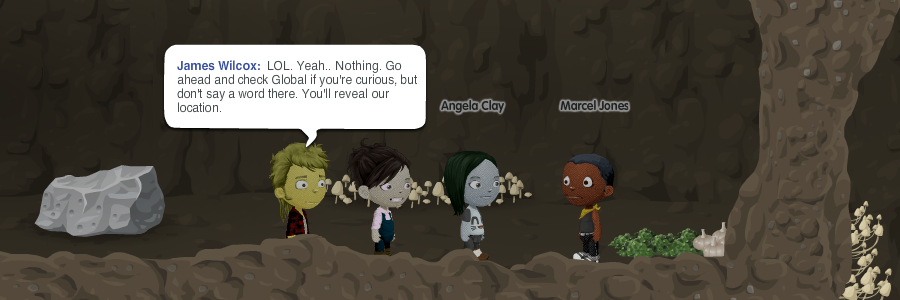 James Wilcox: LOL. Yeah.. Nothing. Go
ahead and check Global if you're curious, but
don't say a word there. You'll reveal our
location.
Angela Clay
Marcel Jones